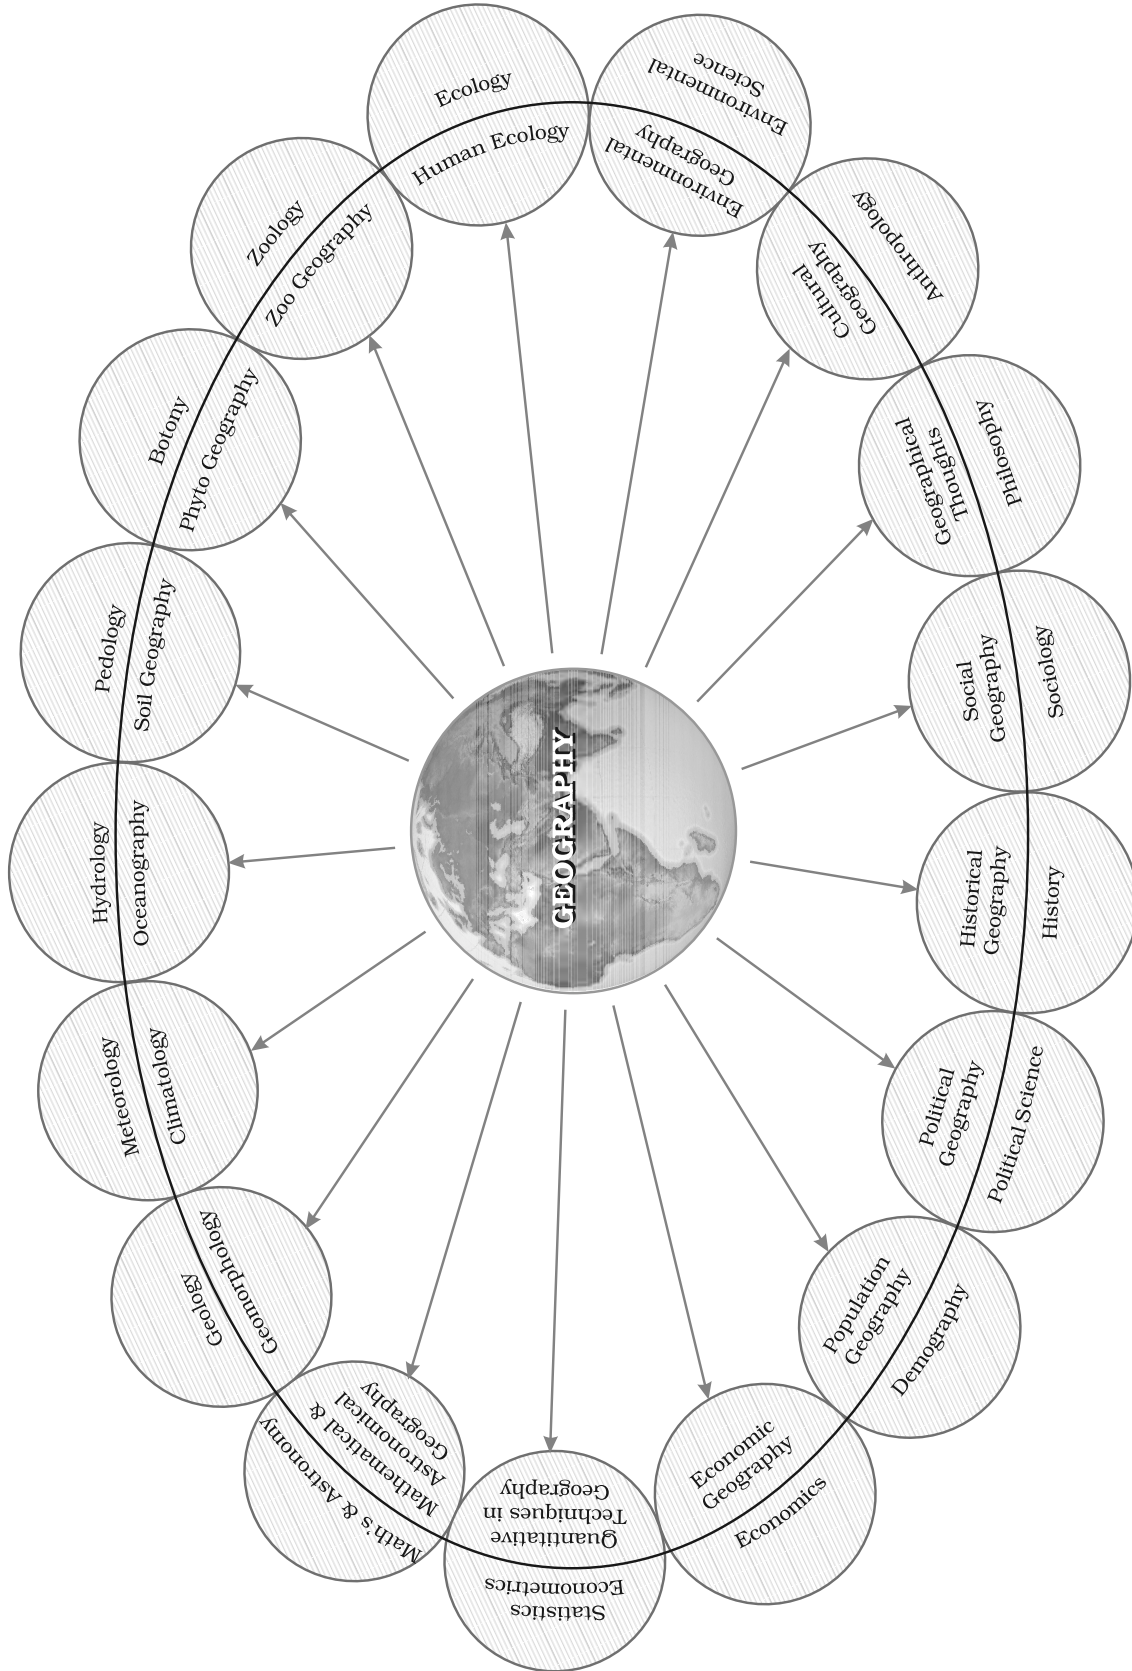 GEOGRAPHY
Ecology
Human Ecology
Environmental
Science
Environmental
Geography
Anthropology
Cultural
Geography
Philosophy
Geographical
Thoughts
Sociology
Social
Geography
Historical
Geography
History
Political
Geography
Political Science
Population
Geography
Demography
Economic
Geography
Economics
Quantitative
Techniques in
Geography
Statistics
Econometrics
Mathematical &
Astronomical
Geography
Math's & Astronomy
Geomorphology
Geology
Meteorology
Climatology
Hydrology
Oceanography
Pedology
Soil Geography
Botony
Phyto Geography
Zoology
Zoo Geography